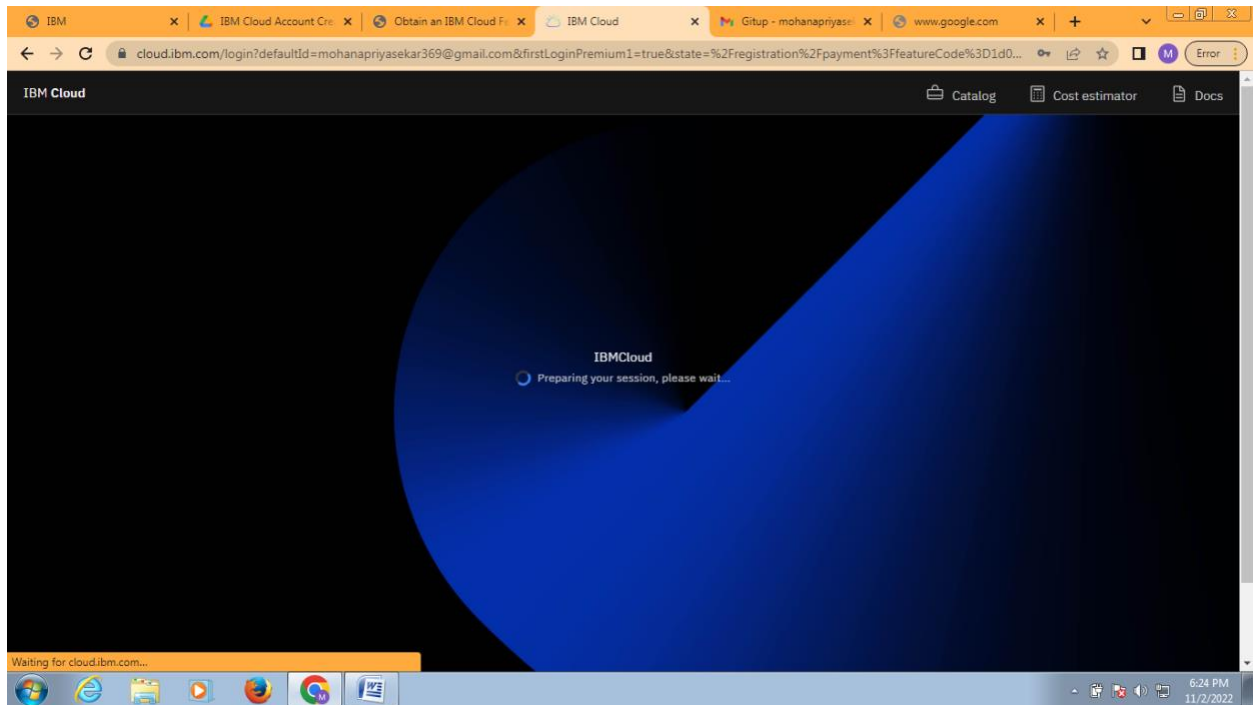 IBM
IBM Cloud Account Cre
Obtain an IBM Cloud Fe
IBM Cloud
Gitup - mohanapriyasek
www.google.com
cloud.ibm.com/login?defaultId=mohanapriyasekar369@gmail.com&firstLoginPremium1=true&state=%2Fregistration%2Fpayment%3FfeatureCode%3D1d0...
M
Error
IBM Cloud
Catalog
Cost estimator
Docs
IBMCloud
Preparing your session, please wait...
Waiting for cloud.ibm.com...
6:24 PM
11/2/2022